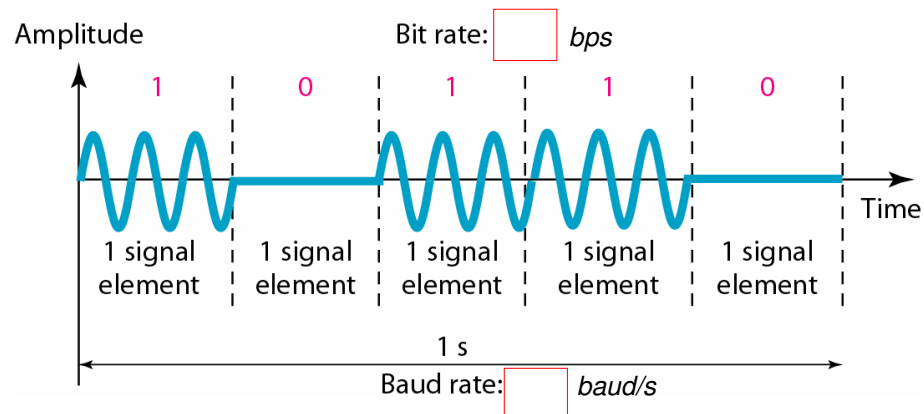 Amplitude Bit rate: bps
1 0 1 1 0
Time
1 signal element 1 signal element 1 signal element 1 signal element 1 signal element
1 s
Baud rate: baud/s